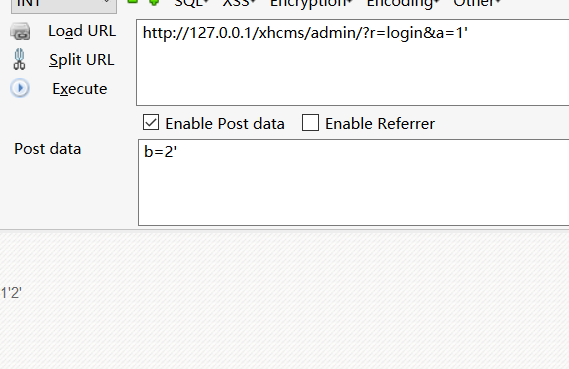 INT SQL XSS Encryption Encoding Other
Load URL
http://127.0.0.1/xhcms/admin/?r=login&a=1'
Split URL
Execute
Enable Post data Enable Referrer
Post data
b=2'
1'2'